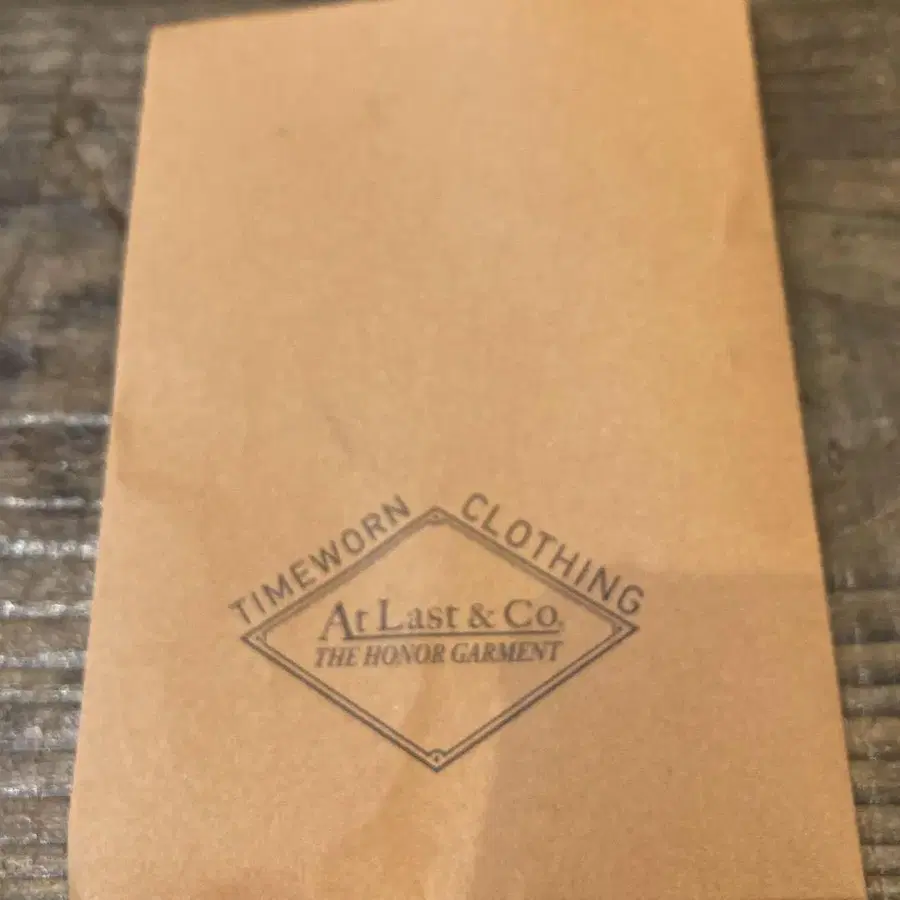 TIMEWORN CLOTHING
At Last & Co.
THE HONOR GARMENT